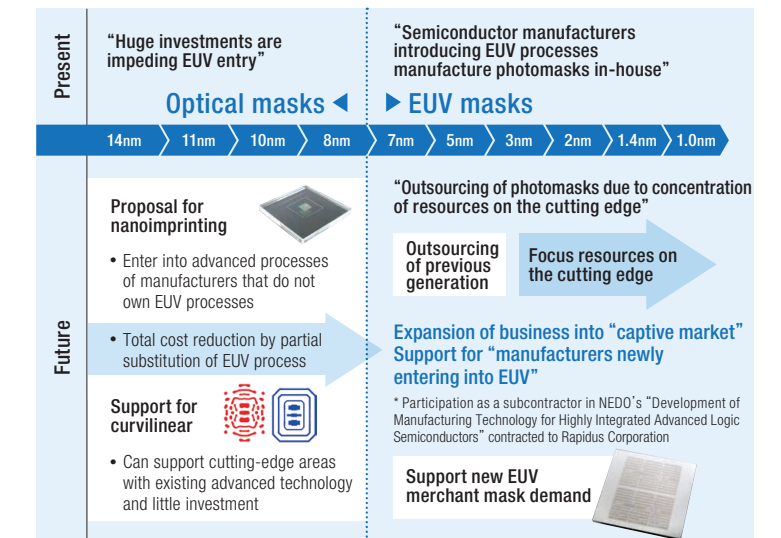 Present
“Huge investments are
impeding EUV entry”
“Semiconductor manufacturers
introducing EUV processes
manufacture photomasks in-house”
Optical masks ◀
▶ EUV masks
14nm 11nm 10nm 8nm 7nm 5nm 3nm 2nm 1.4nm 1.0nm
Future
Proposal for
nanoimprinting
• Enter into advanced processes
of manufacturers that do not
own EUV processes
• Total cost reduction by partial
substitution of EUV process
Support for
curvilinear
• Can support cutting-edge areas
with existing advanced technology
and little investment
“Outsourcing of photomasks due to concentration
of resources on the cutting edge”
Outsourcing
of previous
generation
Focus resources on
the cutting edge
Expansion of business into “captive market”
Support for “manufacturers newly
entering into EUV”
* Participation as a subcontractor in NEDO’s “Development of
Manufacturing Technology for Highly Integrated Advanced Logic
Semiconductors” contracted to Rapidus Corporation
Support new EUV
merchant mask demand